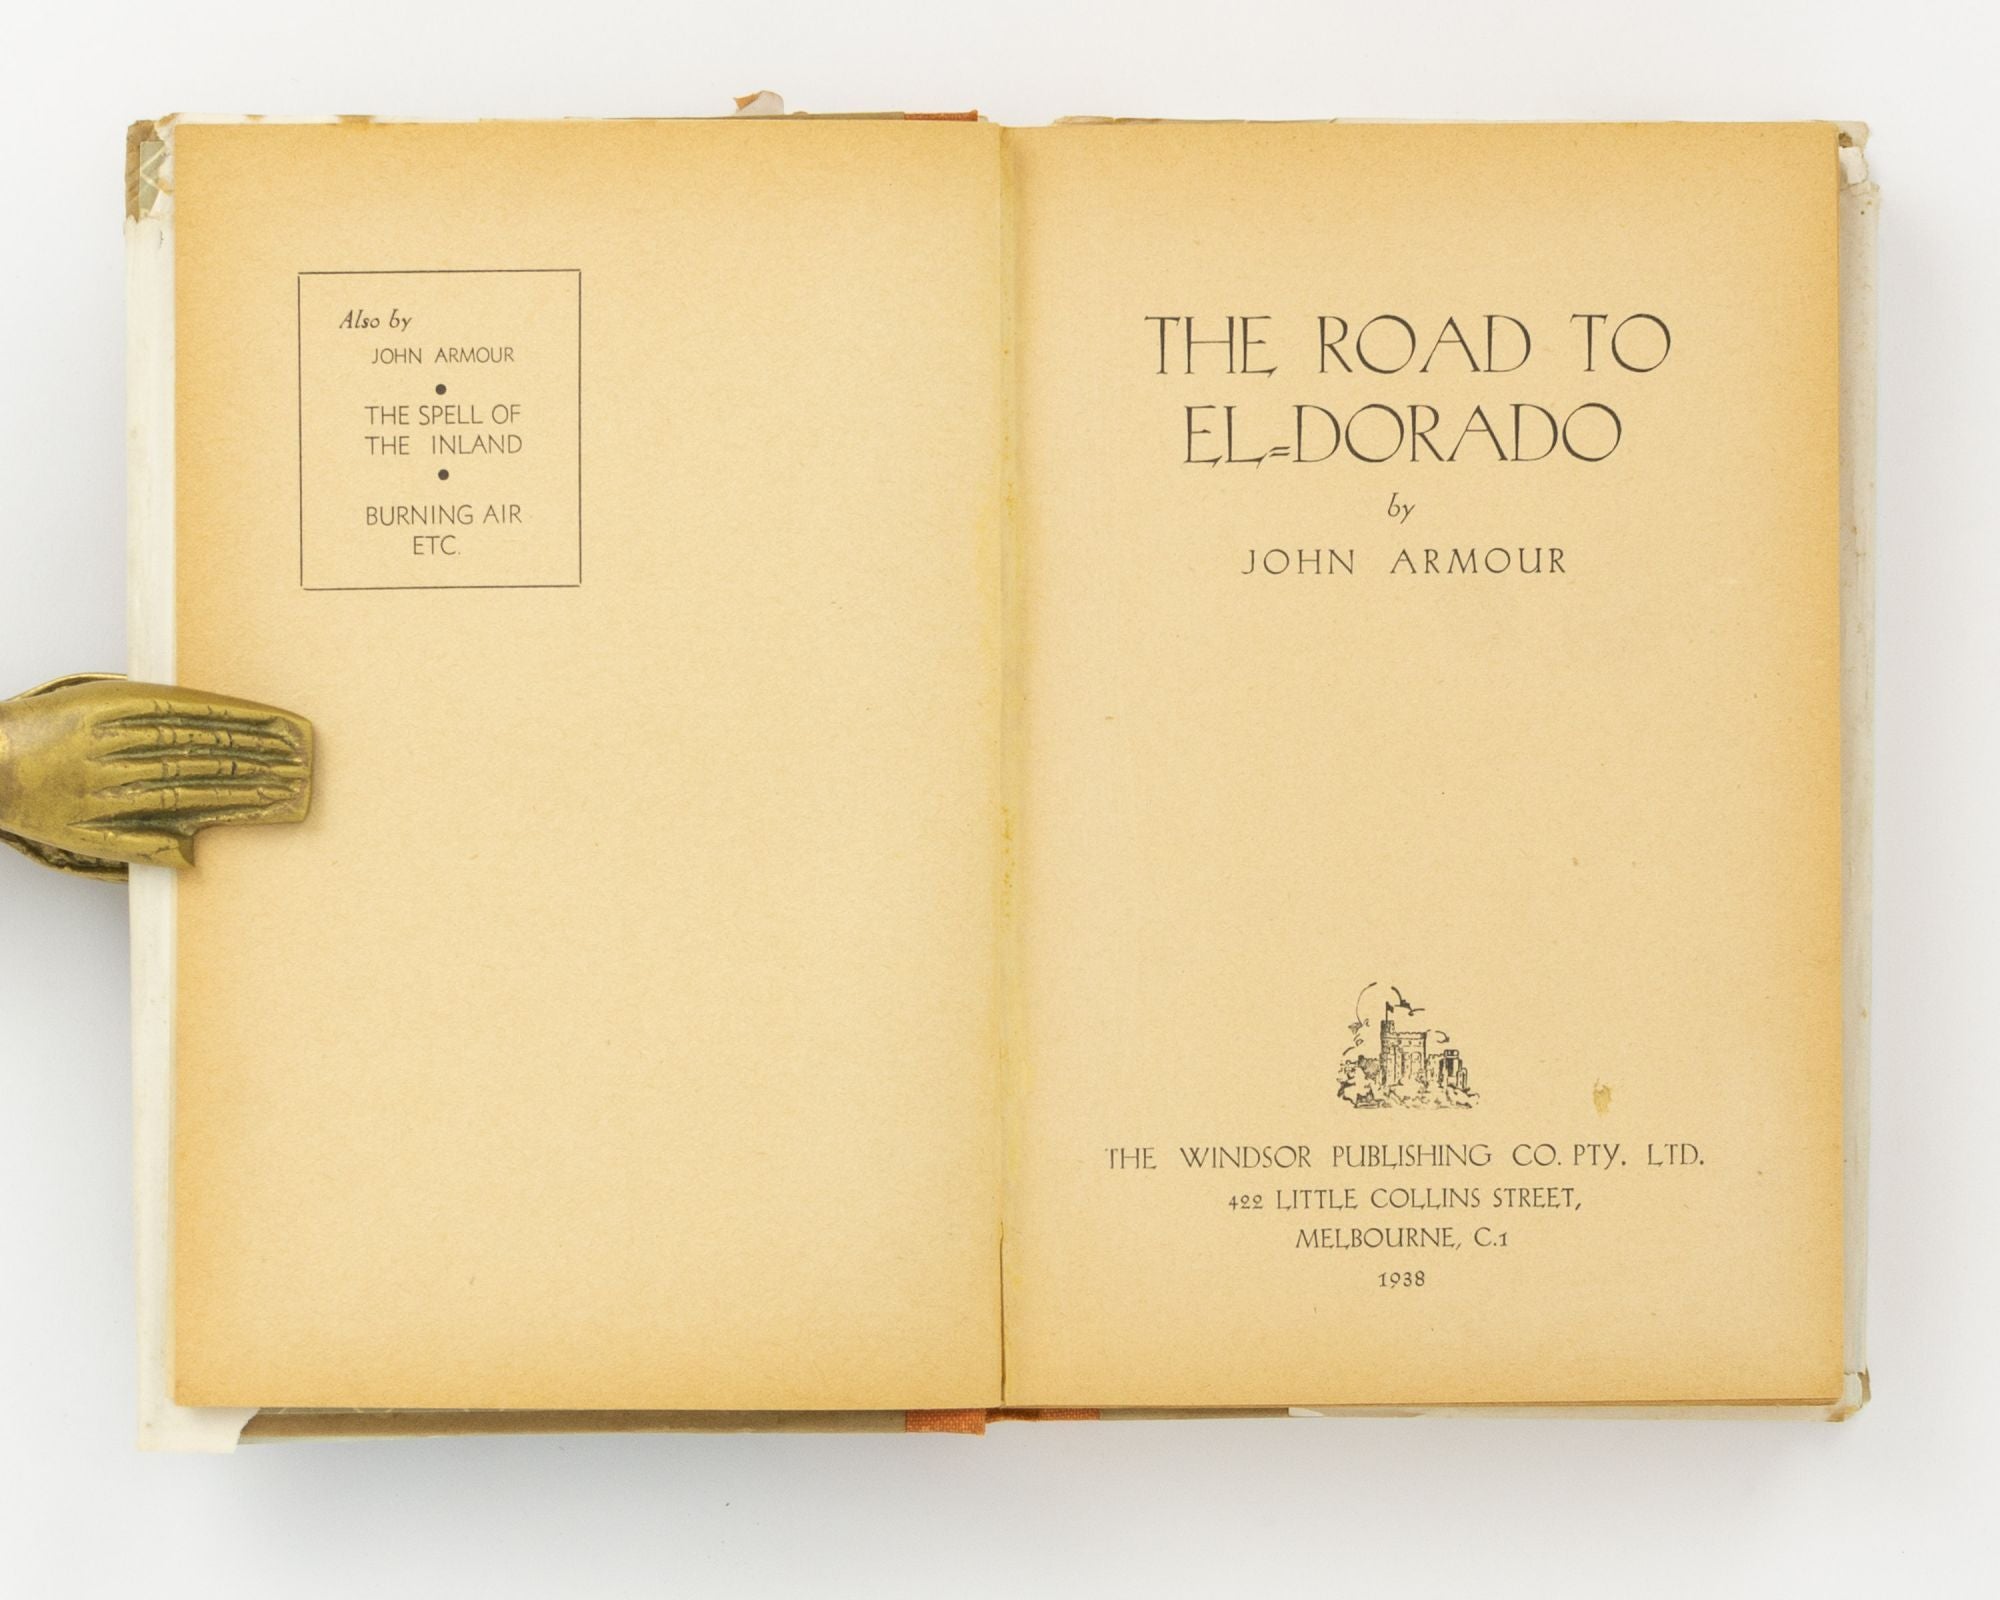 Also by
JOHN ARMOUR
●
THE SPELL OF
THE INLAND
●
BURNING AIR
ETC.
THE ROAD TO
EL=DORADO
by
JOHN ARMOUR
THE WINDSOR PUBLISHING CO. PTY. LTD.
422 LITTLE COLLINS STREET,
MELBOURNE, C.1
1938